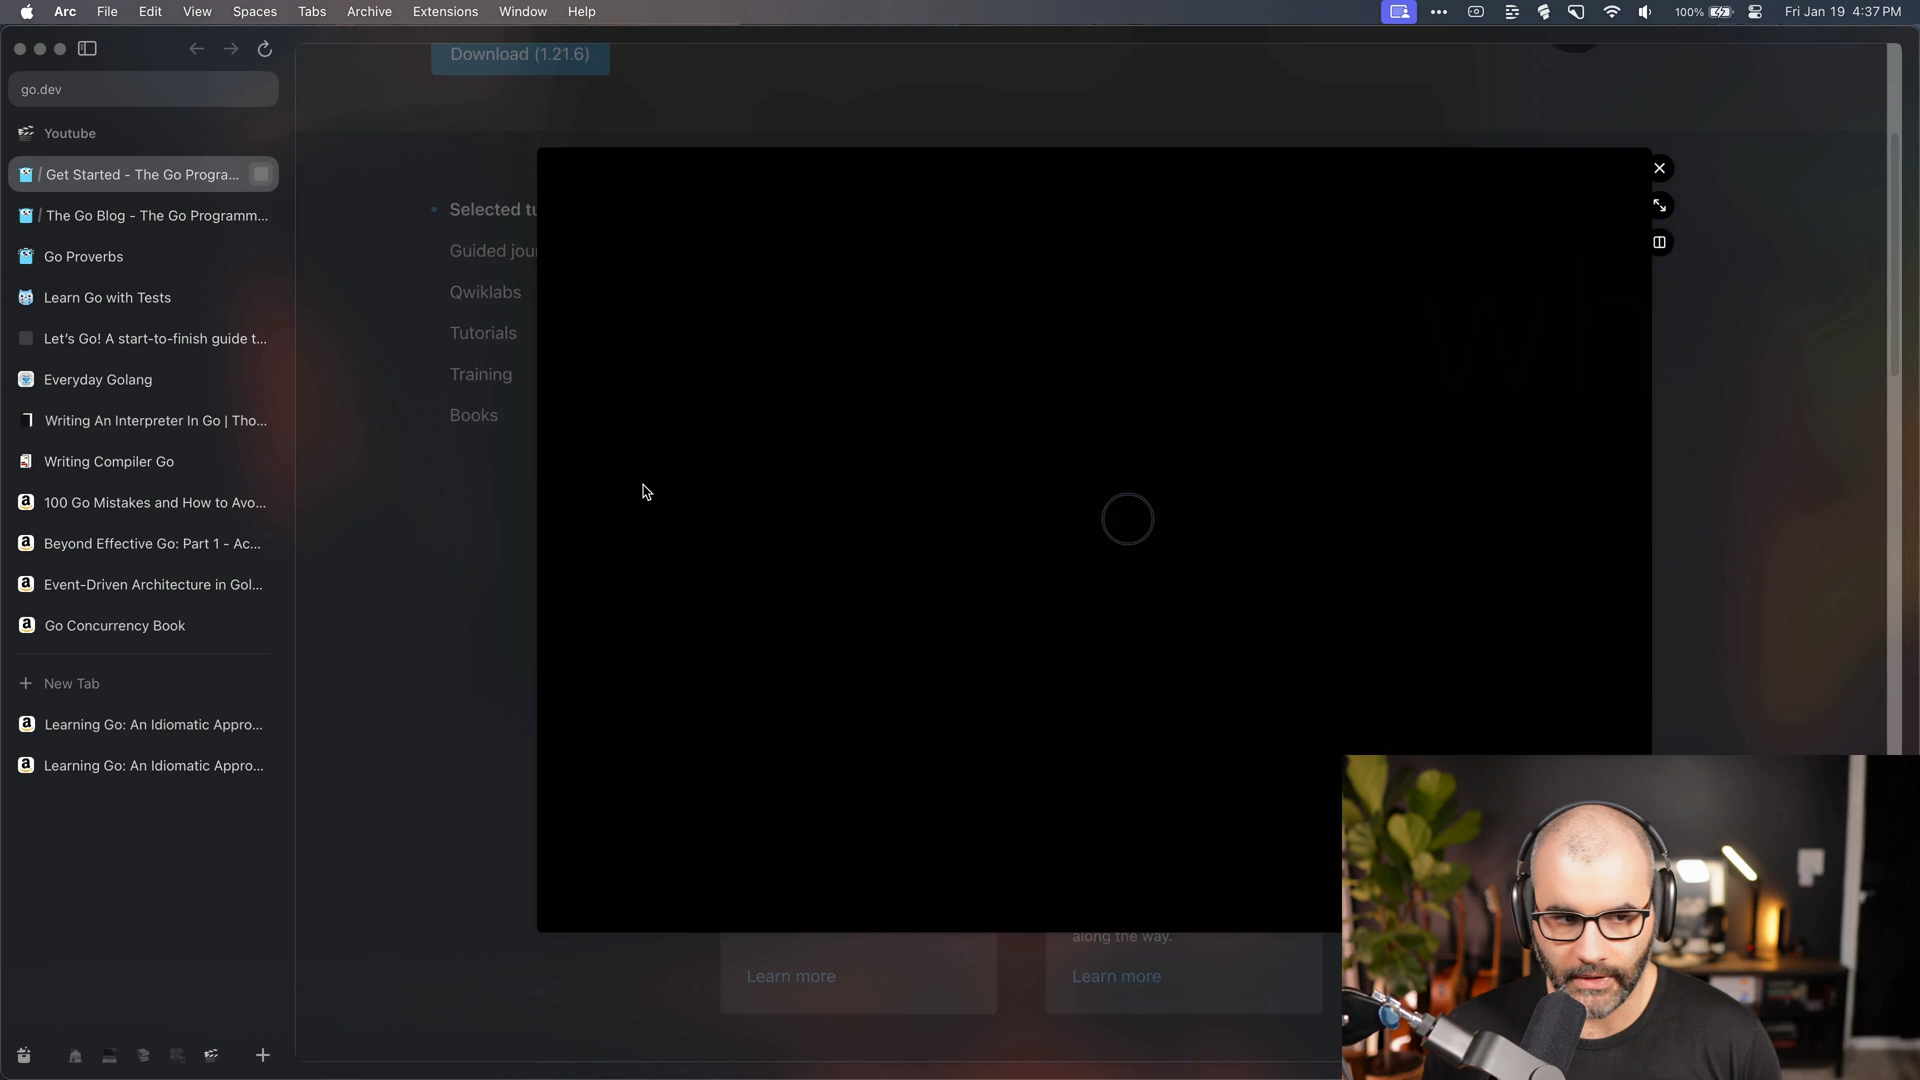 Arc File Edit View Spaces Tabs Archive Extensions Window Help 100% Fri Jan 19 4:37 PM
go.dev
Youtube
/ Get Started - The Go Progra...
/ The Go Blog - The Go Programm...
Go Proverbs
Learn Go with Tests
Let's Go! A start-to-finish guide t...
Everyday Golang
Writing An Interpreter In Go | Tho...
Writing Compiler Go
100 Go Mistakes and How to Avo...
Beyond Effective Go: Part 1 - Ac...
Event-Driven Architecture in Gol...
Go Concurrency Book
New Tab
Learning Go: An Idiomatic Appro...
Learning Go: An Idiomatic Appro...
Download (1.21.6)
Selected tu
Guided jour
Qwiklabs
Tutorials
Training
Books
along the way.
Learn more
Learn more